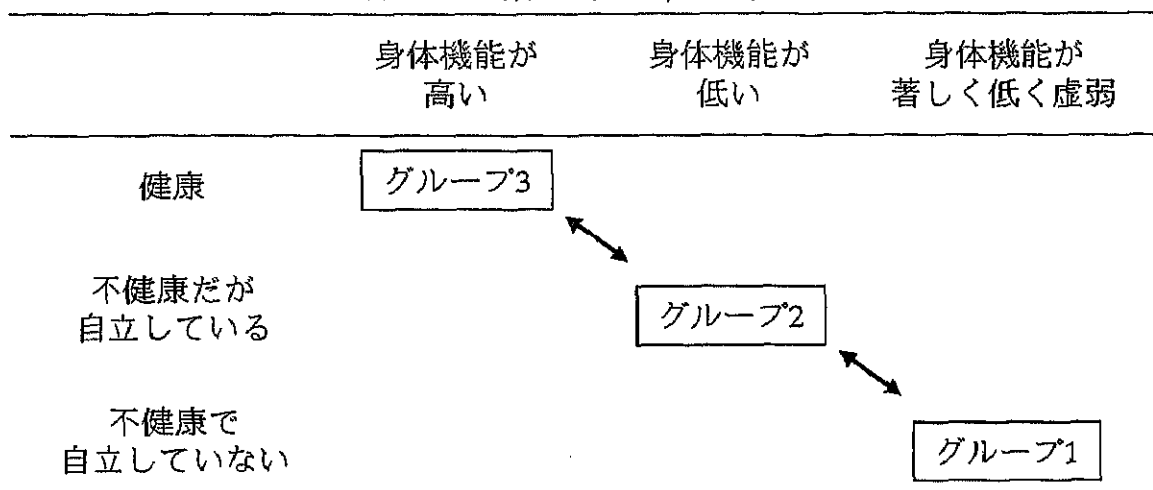 身体機能が 身体機能が 身体機能が
高い 低い 著しく低く虚弱
健康 グループ3
不健康だが
自立している グループ2
不健康で
自立していない グループ1